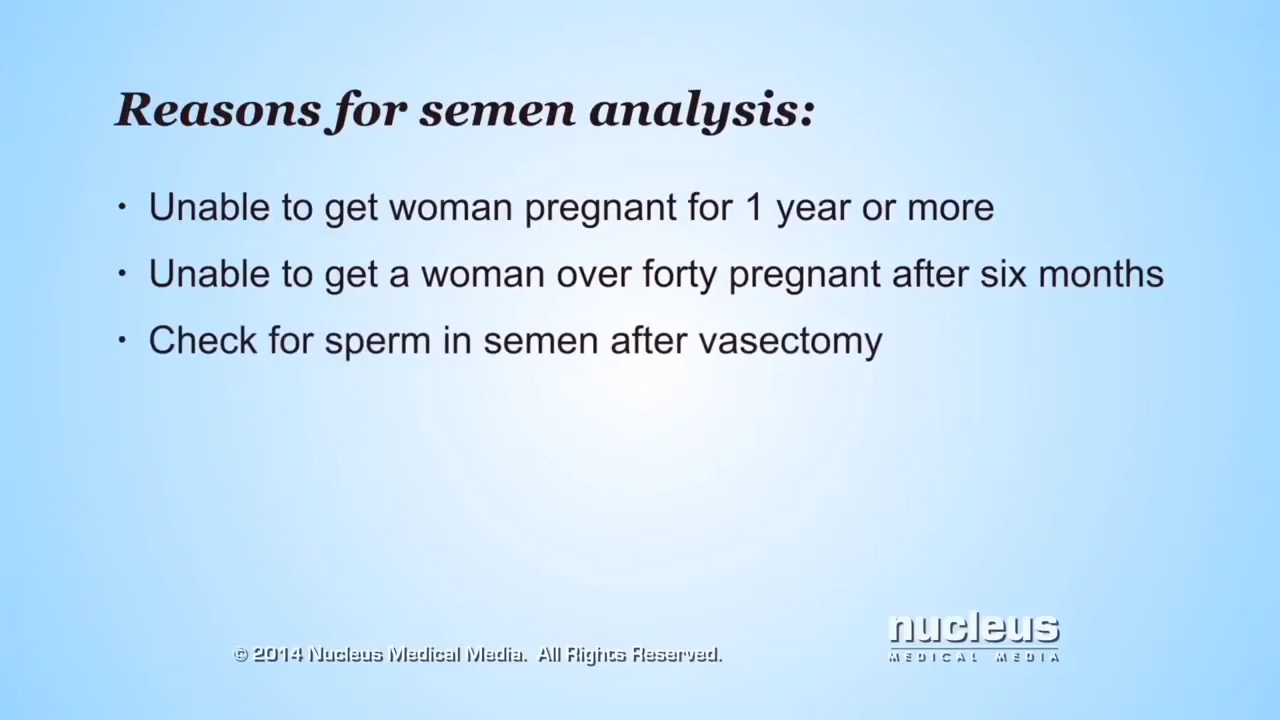 Reasons for semen analysis:
· Unable to get woman pregnant for 1 year or more
· Unable to get a woman over forty pregnant after six months
· Check for sperm in semen after vasectomy
nucleus
MEDICAL MEDIA
© 2014 Nucleus Medical Media. All Rights Reserved.